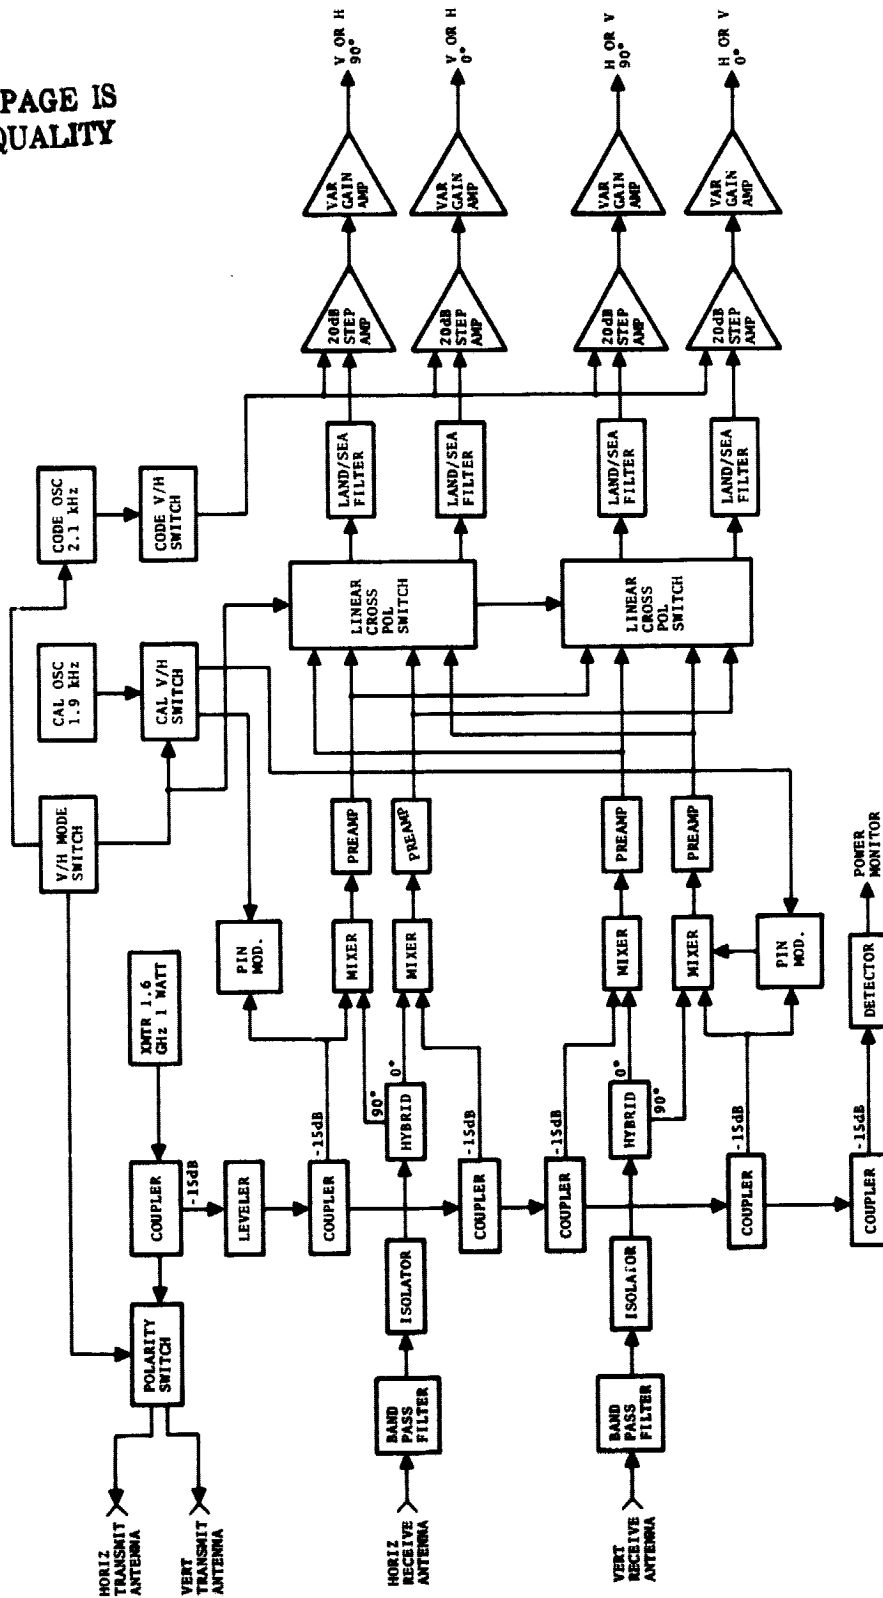 PAGE IS
QUALITY
HORIZ
TRANSMIT
ANTENNA
VERT
TRANSMIT
ANTENNA
POLARITY
SWITCH
COUPLER
-15dB
XMTR 1.6
GHz 1 WATT
V/H MODE
SWITCH
CAL OSC
1.9 kHz
CAL V/H
SWITCH
CODE OSC
2.1 kHz
CODE V/H
SWITCH
LEVELER
COUPLER
-15dB
PIN
MOD.
HORIZ
RECEIVE
ANTENNA
BAND
PASS
FILTER
ISOLATOR
HYBRID
90°
0°
COUPLER
-15dB
MIXER
MIXER
PREAMP
PREAMP
LINEAR
CROSS
POL
SWITCH
LAND/SEA
FILTER
LAND/SEA
FILTER
20dB
STEP
AMP
20dB
STEP
AMP
VAR
GAIN
AMP
VAR
GAIN
AMP
V OR H
90°
V OR H
0°
VERT
RECEIVE
ANTENNA
BAND
PASS
FILTER
ISOLATOR
COUPLER
-15dB
HYBRID
0°
90°
COUPLER
-15dB
MIXER
MIXER
PIN
MOD.
PREAMP
PREAMP
LINEAR
CROSS
POL
SWITCH
LAND/SEA
FILTER
LAND/SEA
FILTER
20dB
STEP
AMP
20dB
STEP
AMP
VAR
GAIN
AMP
VAR
GAIN
AMP
H OR V
90°
H OR V
0°
COUPLER
-15dB
DETECTOR
POWER
MONITOR